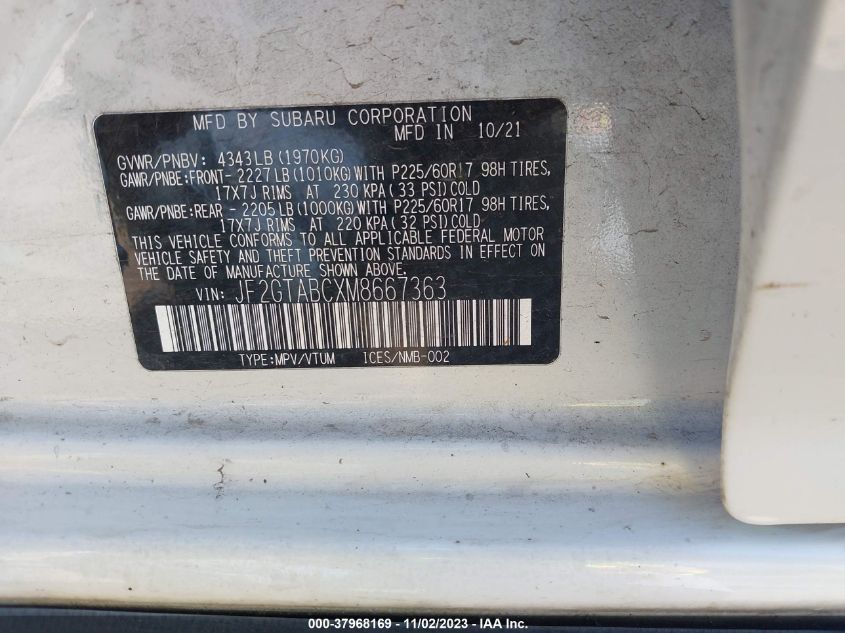 MFD BY SUBARU CORPORATION
MFD IN 10/21
GVWR/PNBV: 4343LB(1970KG)
GAWR/PNBE:FRONT- 2227LB(1010KG)WITH P225/60R17 98H TIRES,
17X7J RIMS AT 230 KPA(33 PSI)COLD
GAWR/PNBE:REAR - 2205LB(1000KG)WITH P225/60R17 98H TIRES,
17X7J RIMS AT 220 KPA(32 PSI)COLD
THIS VEHICLE CONFORMS TO ALL APPLICABLE FEDERAL MOTOR
VEHICLE SAFETY AND THEFT PREVENTION STANDARDS IN EFFECT ON
THE DATE OF MANUFACTURE SHOWN ABOVE.
VIN: JF2GTABCXM8667363
TYPE:MPV/VTUM ICES/NMB-002
000-37968169 - 11/02/2023 - IAA Inc.